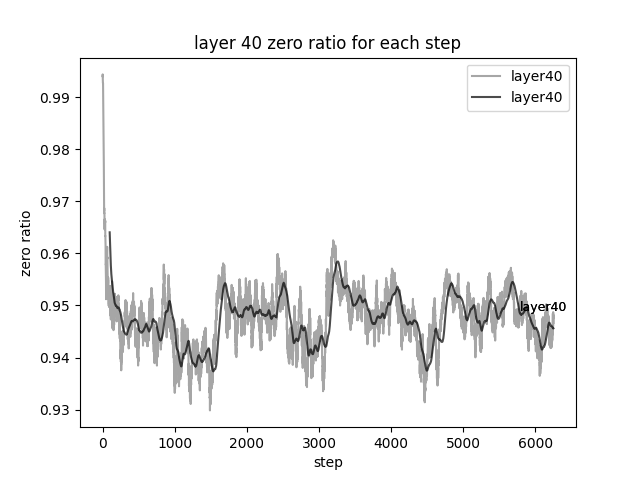 layer 40 zero ratio for each step
layer40
layer40
0.99
0.98
0.97
0.96
0.95
0.94
0.93
zero ratio
layer40
0 1000 2000 3000 4000 5000 6000
step